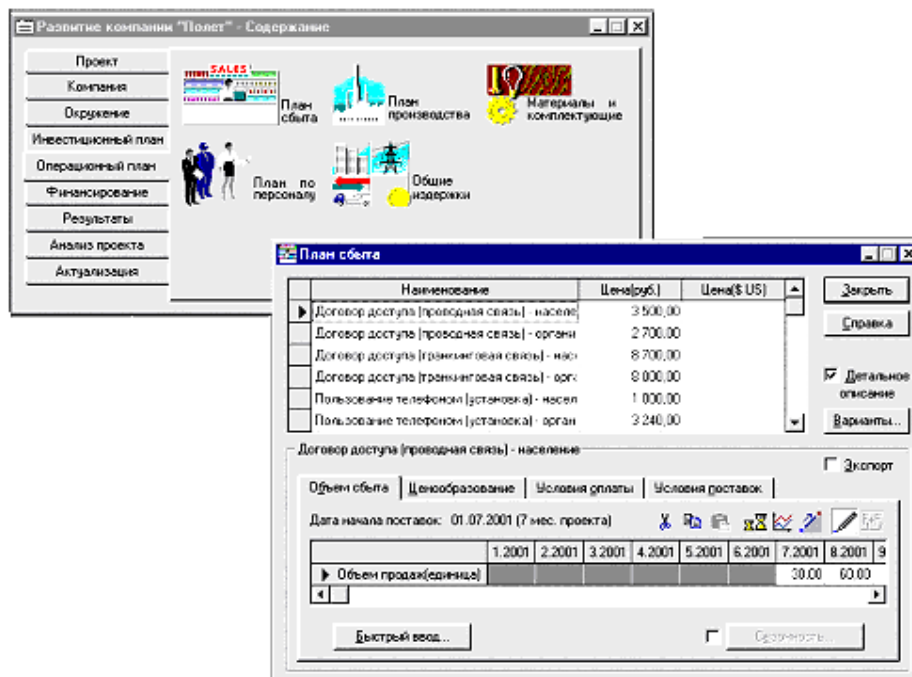 Развитие компании "Полет" - Содержание
Проект
Компания
Окружение
Инвестиционный план
Операционный план
Финансирование
Результаты
Анализ проекта
Актуализация
SALES
План
сбыта
План
производства
Материалы и
комплектующие
План по
персоналу
Общие
издержки
План сбыта
Наименование Цена(руб.) Цена($ US)
Договор доступа (проводная связь) - населе 3 500,00
Договор доступа (проводная связь) - органи 2 700,00
Договор доступа (транкинговая связь) - насе 8 700,00
Договор доступа (транкинговая связь) - орга 8 000,00
Пользование телефоном (установка) - насел 1 000,00
Пользование телефоном (установка) - орган 3 240,00
Закрыть
Справка
Детальное
описание
Варианты...
Договор доступа (проводная связь) - население
Экспорт
Объем сбыта Ценообразование Условия оплаты Условия поставок
Дата начала поставок: 01.07.2001 (7 мес. проекта)
1.2001 2.2001 3.2001 4.2001 5.2001 6.2001 7.2001 8.2001 9
Объем продаж(единица) 30.00 60.00
Быстрый ввод... Сезонность...